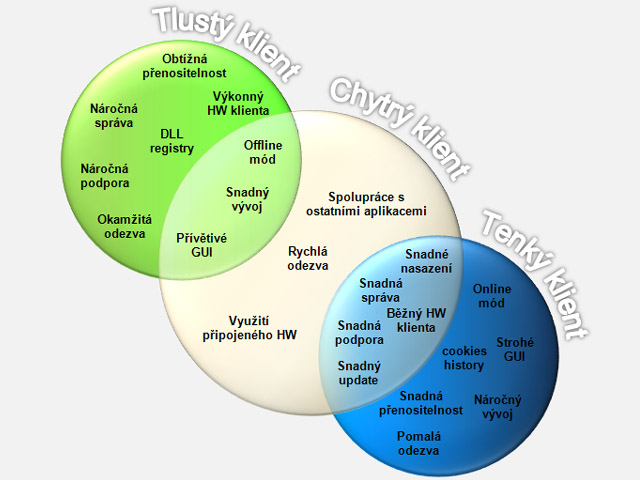 Tlustý klient
Obtížná
přenositelnost
Výkonný
HW klienta
Náročná
správa
DLL
registry
Offline
mód
Náročná
podpora
Snadný
vývoj
Okamžitá
odezva
Přívětivé
GUI
Chytrý klient
Spolupráce s
ostatními aplikacemi
Rychlá
odezva
Využití
připojeného HW
Tenký klient
Snadné
nasazení
Snadná
správa
Běžný HW
klienta
Snadná
podpora
Snadný
update
Online
mód
Strohé
GUI
cookies
history
Snadná
přenositelnost
Náročný
vývoj
Pomalá
odezva